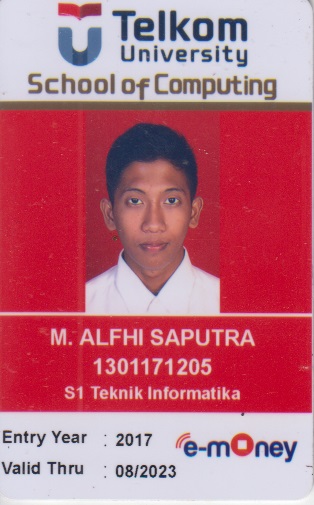 Telkom
University
School of Computing
M. ALFHI SAPUTRA
1301171205
S1 Teknik Informatika
Entry Year : 2017
e-money
Valid Thru : 08/2023